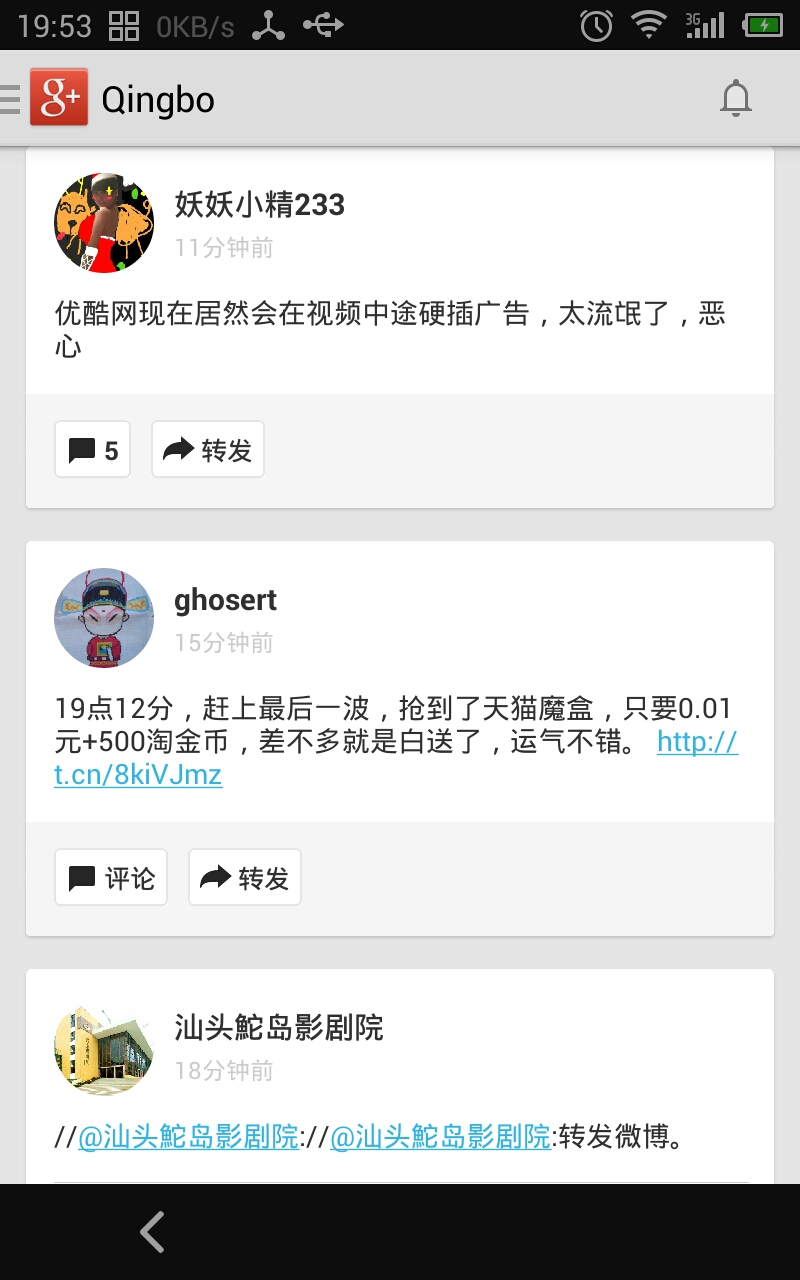 19:53 0KB/s 3G
g+ Qingbo
妖妖小精233
11分钟前
优酷网现在居然会在视频中途硬插广告，太流氓了，恶
心
5 转发
ghosert
15分钟前
19点12分，赶上最后一波，抢到了天猫魔盒，只要0.01
元+500淘金币，差不多就是白送了，运气不错。 http://
t.cn/8kiVJmz
评论 转发
汕头鮀岛影剧院
18分钟前
//@汕头鮀岛影剧院://@汕头鮀岛影剧院:转发微博。